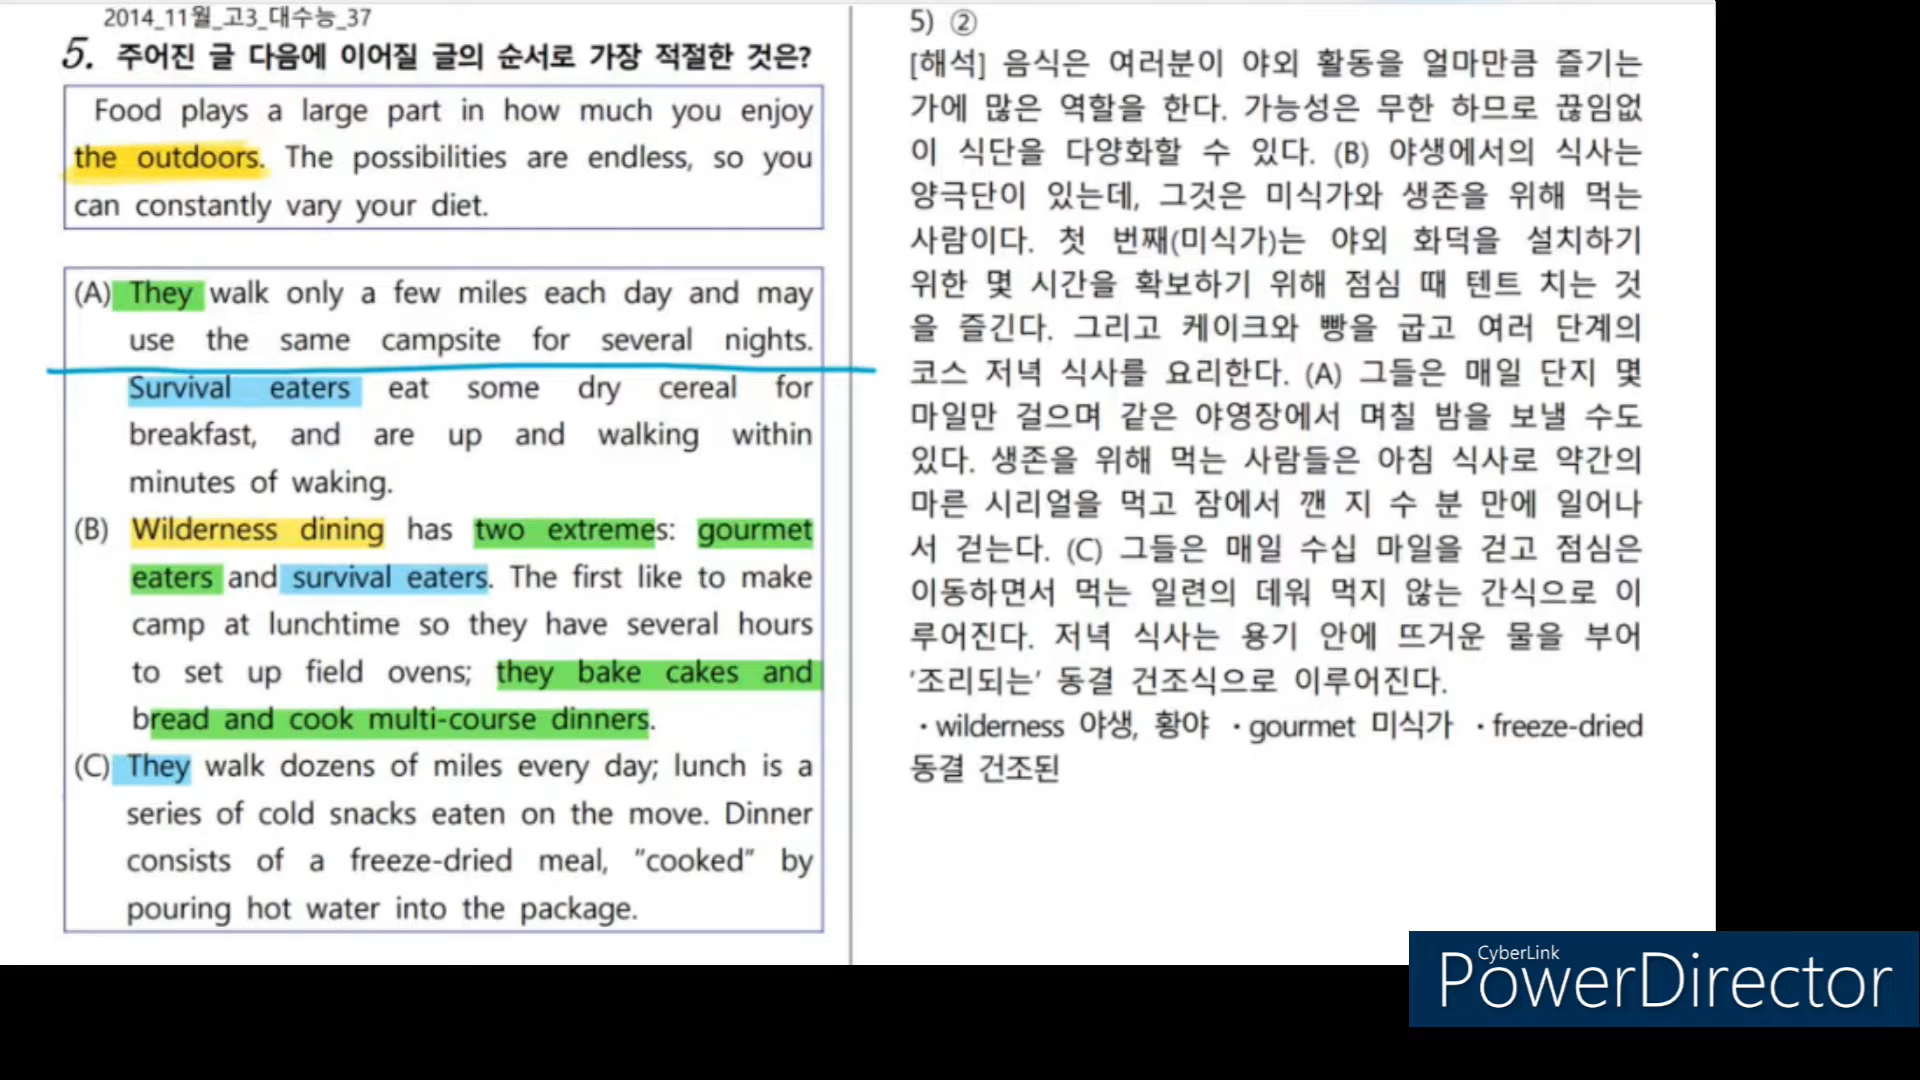 2014_11월_고3_대수능_37
5. 주어진 글 다음에 이어질 글의 순서로 가장 적절한 것은?
Food plays a large part in how much you enjoy
the outdoors. The possibilities are endless, so you
can constantly vary your diet.
(A) They walk only a few miles each day and may
use the same campsite for several nights.
Survival eaters eat some dry cereal for
breakfast, and are up and walking within
minutes of waking.
(B) Wilderness dining has two extremes: gourmet
eaters and survival eaters. The first like to make
camp at lunchtime so they have several hours
to set up field ovens; they bake cakes and
bread and cook multi-course dinners.
(C) They walk dozens of miles every day; lunch is a
series of cold snacks eaten on the move. Dinner
consists of a freeze-dried meal, "cooked" by
pouring hot water into the package.
5) ②
[해석] 음식은 여러분이 야외 활동을 얼마만큼 즐기는
가에 많은 역할을 한다. 가능성은 무한 하므로 끊임없
이 식단을 다양화할 수 있다. (B) 야생에서의 식사는
양극단이 있는데, 그것은 미식가와 생존을 위해 먹는
사람이다. 첫 번째(미식가)는 야외 화덕을 설치하기
위한 몇 시간을 확보하기 위해 점심 때 텐트 치는 것
을 즐긴다. 그리고 케이크와 빵을 굽고 여러 단계의
코스 저녁 식사를 요리한다. (A) 그들은 매일 단지 몇
마일만 걸으며 같은 야영장에서 며칠 밤을 보낼 수도
있다. 생존을 위해 먹는 사람들은 아침 식사로 약간의
마른 시리얼을 먹고 잠에서 깬 지 수 분 만에 일어나
서 걷는다. (C) 그들은 매일 수십 마일을 걷고 점심은
이동하면서 먹는 일련의 데워 먹지 않는 간식으로 이
루어진다. 저녁 식사는 용기 안에 뜨거운 물을 부어
'조리되는' 동결 건조식으로 이루어진다.
・wilderness 야생, 황야 ・gourmet 미식가 ・freeze-dried
동결 건조된
CyberLink
PowerDirector